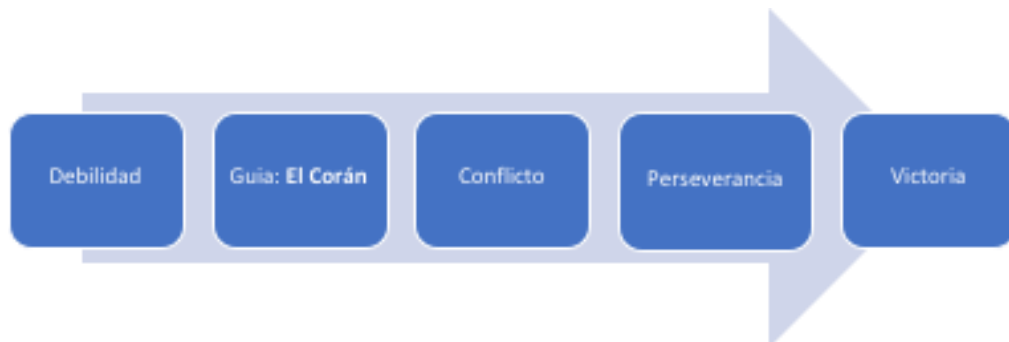 Debilidad
Guia: El Corán
Conflicto
Perseverancia
Victoria